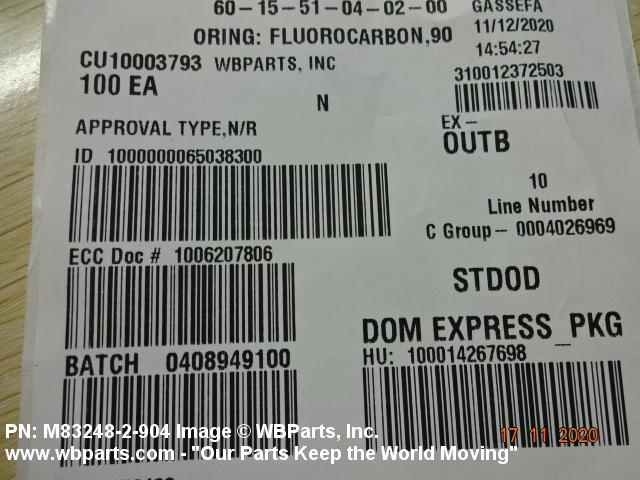 60-15-51-04-02-00
GASSEFA
11/12/2020
ORING: FLUOROCARBON,90
14:54:27
CU10003793 WBPARTS, INC
310012372503
100 EA
N
EX-
APPROVAL TYPE,N/R
OUTB
ID 1000000065038300
10
Line Number
C Group- 0004026969
ECC Doc # 1006207806
STDOD
DOM EXPRESS_PKG
BATCH 0408949100
HU: 100014267698
17 11 2020
PN: M83248-2-904 Image © WBParts, Inc.
www.wbparts.com - "Our Parts Keep the World Moving"